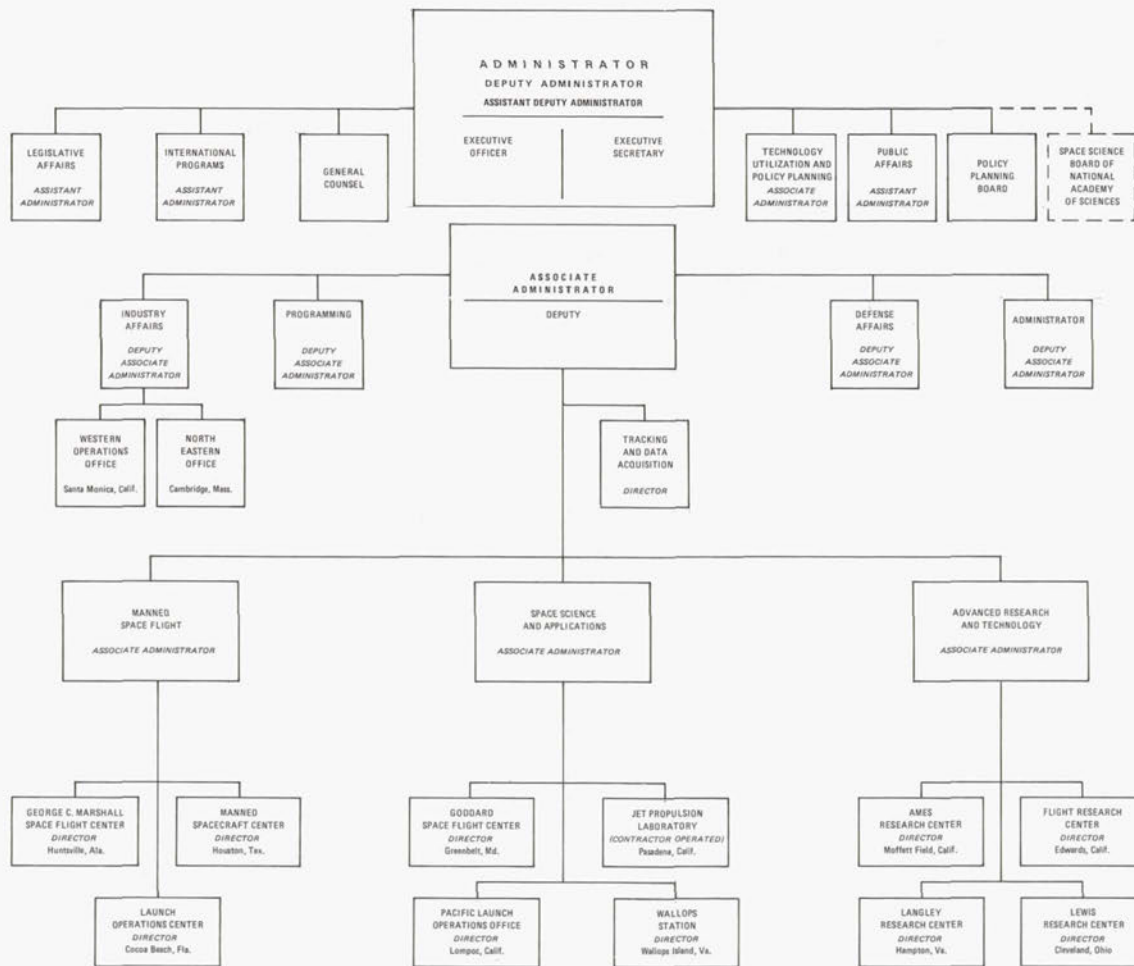 ADMINISTRATOR
DEPUTY ADMINISTRATOR
ASSISTANT DEPUTY ADMINISTRATOR
EXECUTIVE
OFFICER
EXECUTIVE
SECRETARY
LEGISLATIVE
AFFAIRS
ASSISTANT
ADMINISTRATOR
INTERNATIONAL
PROGRAMS
ASSISTANT
ADMINISTRATOR
GENERAL
COUNSEL
TECHNOLOGY
UTILIZATION AND
POLICY PLANNING
ASSOCIATE
ADMINISTRATOR
PUBLIC
AFFAIRS
ASSISTANT
ADMINISTRATOR
POLICY
PLANNING
BOARD
SPACE SCIENCE
BOARD OF
NATIONAL
ACADEMY
OF SCIENCES
ASSOCIATE
ADMINISTRATOR
DEPUTY
INDUSTRY
AFFAIRS
DEPUTY
ASSOCIATE
ADMINISTRATOR
PROGRAMMING
DEPUTY
ASSOCIATE
ADMINISTRATOR
DEFENSE
AFFAIRS
DEPUTY
ASSOCIATE
ADMINISTRATOR
ADMINISTRATOR
DEPUTY
ASSOCIATE
ADMINISTRATOR
WESTERN
OPERATIONS
OFFICE
Santa Monica, Calif.
NORTH
EASTERN
OFFICE
Cambridge, Mass.
TRACKING
AND DATA
ACQUISITION
DIRECTOR
MANNED
SPACE FLIGHT
ASSOCIATE ADMINISTRATOR
SPACE SCIENCE
AND APPLICATIONS
ASSOCIATE ADMINISTRATOR
ADVANCED RESEARCH
AND TECHNOLOGY
ASSOCIATE ADMINISTRATOR
GEORGE C. MARSHALL
SPACE FLIGHT CENTER
DIRECTOR
Huntsville, Ala.
MANNED
SPACECRAFT CENTER
DIRECTOR
Houston, Tex.
GODDARD
SPACE FLIGHT CENTER
DIRECTOR
Greenbelt, Md.
JET PROPULSION
LABORATORY
(CONTRACTOR OPERATED)
Pasadena, Calif.
AMES
RESEARCH CENTER
DIRECTOR
Moffett Field, Calif.
FLIGHT RESEARCH
CENTER
DIRECTOR
Edwards, Calif.
LAUNCH
OPERATIONS CENTER
DIRECTOR
Cocoa Beach, Fla.
PACIFIC LAUNCH
OPERATIONS OFFICE
DIRECTOR
Lompoc, Calif.
WALLOPS
STATION
DIRECTOR
Wallops Island, Va.
LANGLEY
RESEARCH CENTER
DIRECTOR
Hampton, Va.
LEWIS
RESEARCH CENTER
DIRECTOR
Cleveland, Ohio